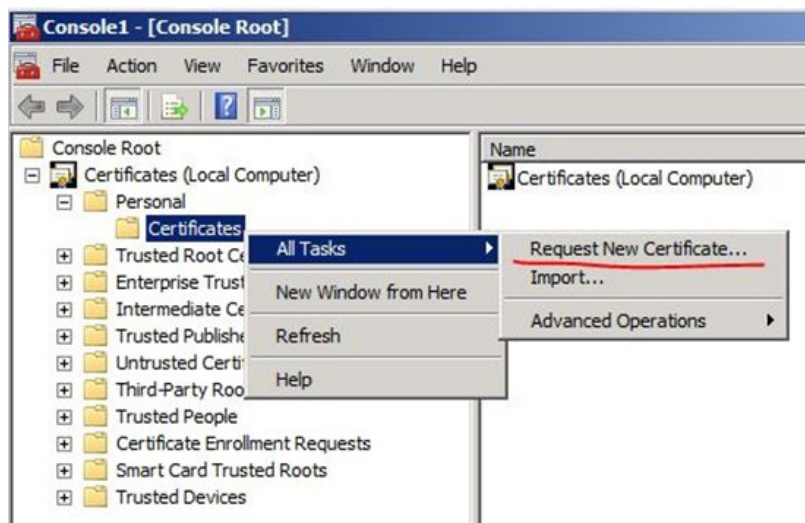 Console1 - [Console Root]
File Action View Favorites Window Help
Console Root
Certificates (Local Computer)
Personal
Certificates
Trusted Root Ce
Enterprise Trust
Intermediate Ce
Trusted Publishe
Untrusted Certi
Third-Party Roo
Trusted People
Certificate Enrollment Requests
Smart Card Trusted Roots
Trusted Devices
Name
Certificates (Local Computer)
All Tasks
New Window from Here
Refresh
Help
Request New Certificate...
Import...
Advanced Operations